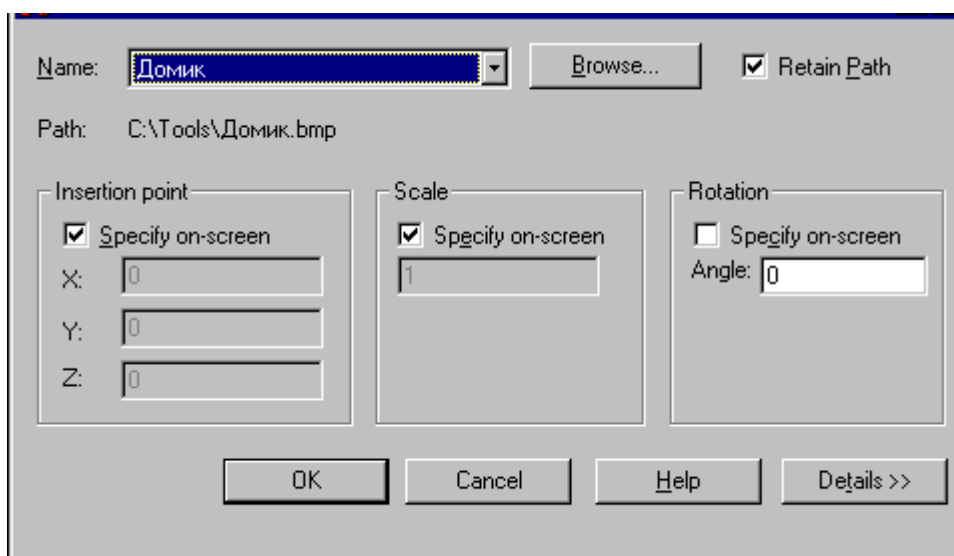 Name: Домик Browse... Retain Path
Path: C:\Tools\Домик.bmp
Insertion point Scale Rotation
Specify on-screen Specify on-screen Specify on-screen
X: 0 1 Angle: 0
Y: 0
Z: 0
OK Cancel Help Details >>